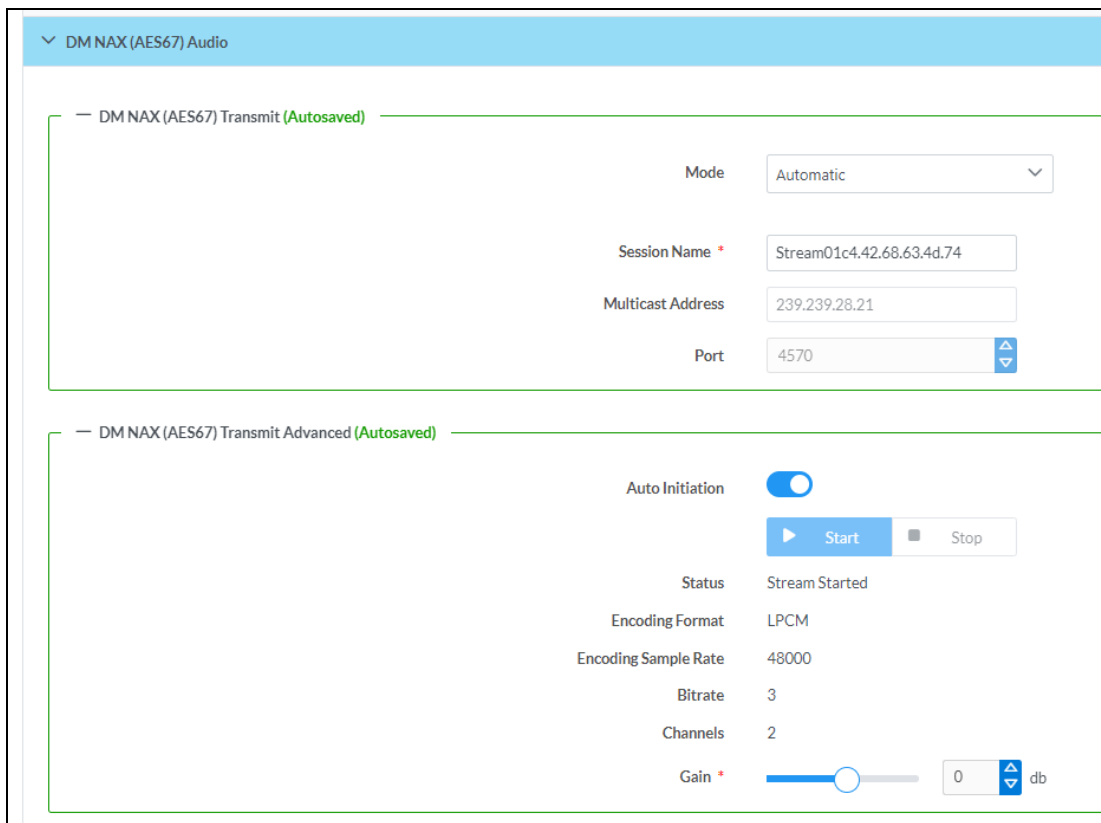 DM NAX (AES67) Audio
DM NAX (AES67) Transmit (Autosaved)
Mode Automatic
Session Name * Stream01c4.42.68.63.4d.74
Multicast Address 239.239.28.21
Port 4570
DM NAX (AES67) Transmit Advanced (Autosaved)
Auto Initiation
Start Stop
Status Stream Started
Encoding Format LPCM
Encoding Sample Rate 48000
Bitrate 3
Channels 2
Gain * 0 db